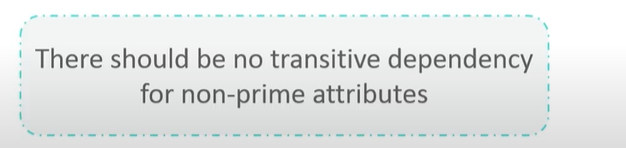 There should be no transitive dependency
for non-prime attributes